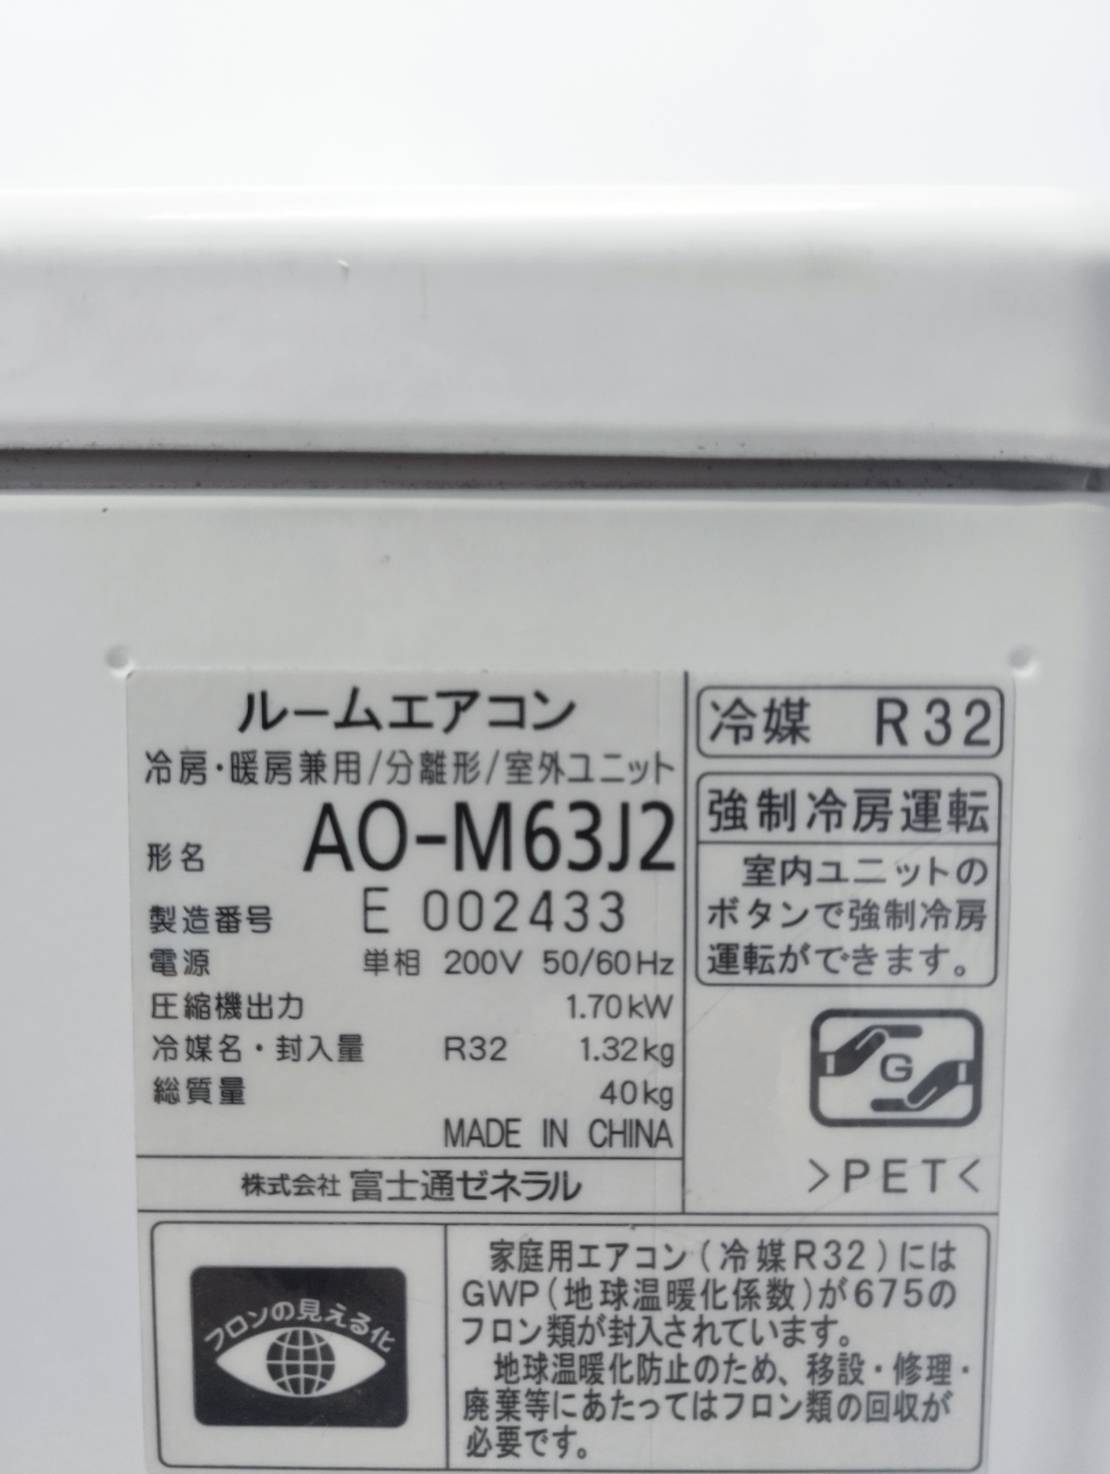 ルームエアコン
冷房・暖房兼用/分離形/室外ユニット
形名 AO-M63J2
製造番号 E 002433
電源 単相 200V 50/60Hz
圧縮機出力 1.70kW
冷媒名・封入量 R32 1.32kg
総質量 40kg
MADE IN CHINA
株式会社 富士通ゼネラル
冷媒 R32
強制冷房運転
室内ユニットの
ボタンで強制冷房
運転ができます。
G
>PET<
フロンの見える化
家庭用エアコン(冷媒R32)には
GWP(地球温暖化係数)が675の
フロン類が封入されています。
地球温暖化防止のため、移設・修理・
廃棄等にあたってはフロン類の回収が
必要です。